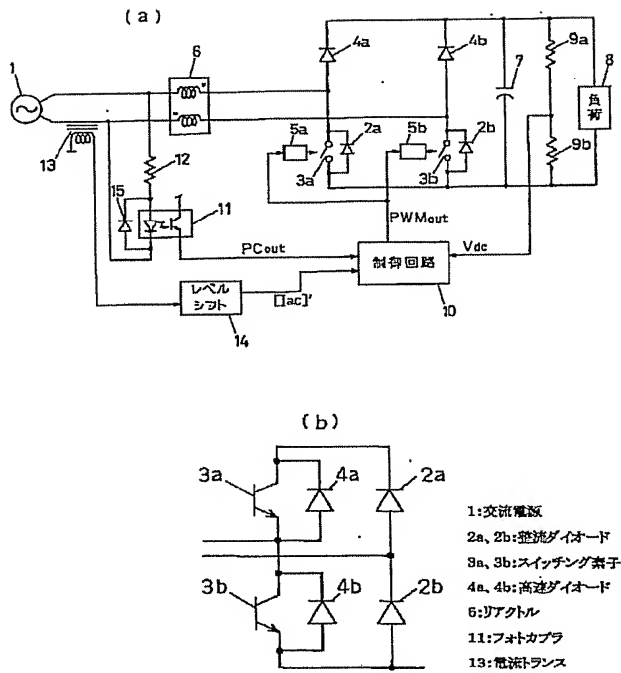 (a)
1
6
4a
4b
7
9a
8
負荷
13
12
5a
2a
5b
2b
9b
3a
3b
15
11
PWMout
PCout
Vdc
制御回路
10
レベル
シフト
[[ac]'
14
(b)
3a
4a
2a
3b
4b
2b
1:交流電源
2a、2b:整流ダイオード
3a、3b:スイッチング素子
4a、4b:高速ダイオード
6:リアクトル
11:フォトカプラ
13:電流トランス